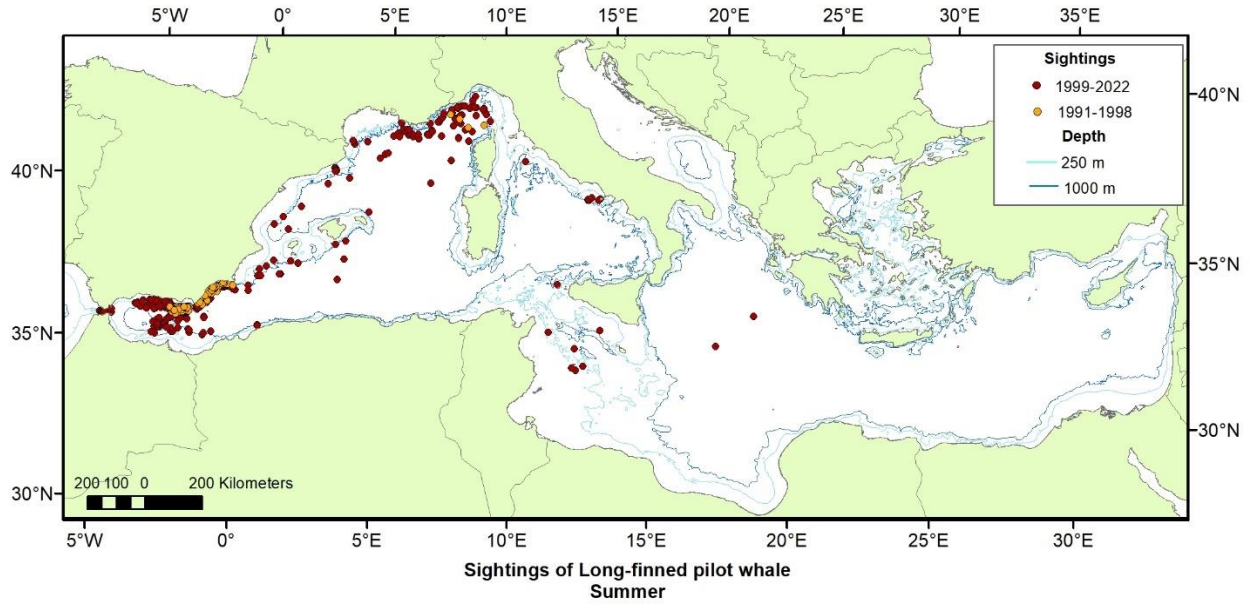 5°W 0° 5°E 10°E 15°E 20°E 25°E 30°E 35°E
Sightings
1999-2022
1991-1998
Depth
250 m
1000 m
40°N 40°N
35°N 35°N
30°N 30°N
200 100 0 200 Kilometers
5°W 0 5°E 10°E 15°E 20°E 25°E 30°E
Sightings of Long-finned pilot whale
Summer